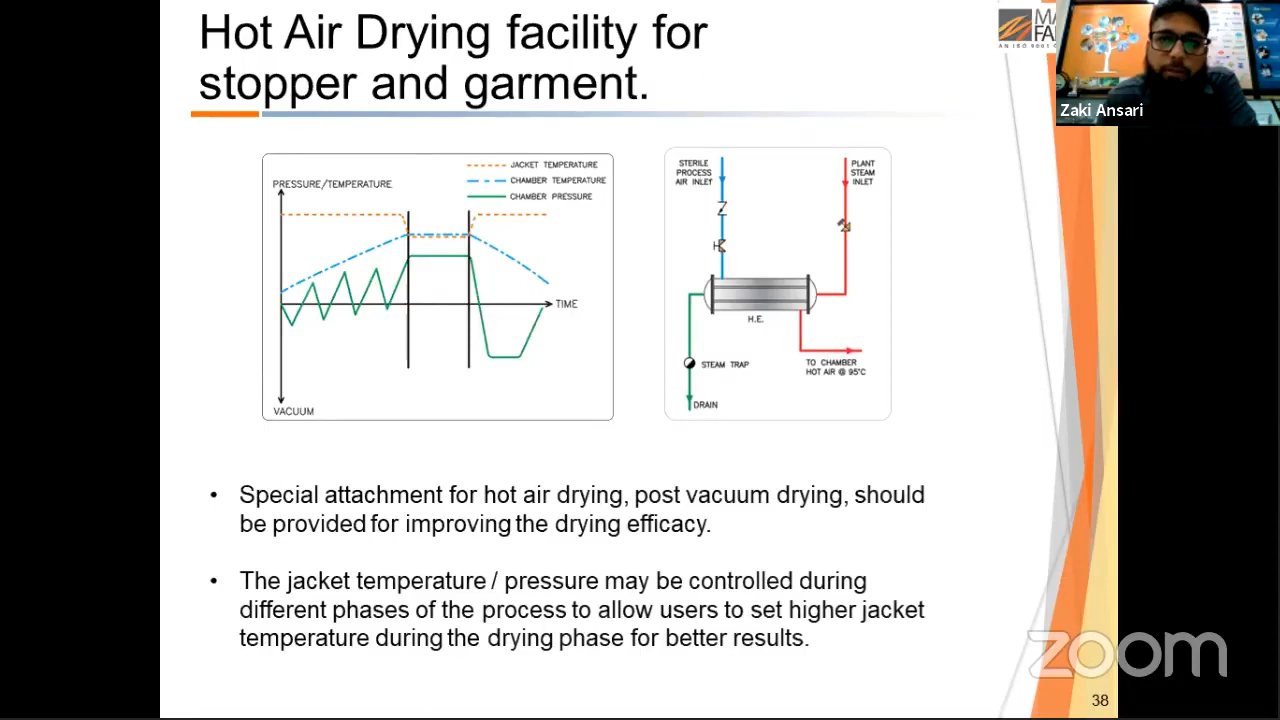 Hot Air Drying facility for
stopper and garment.
AN ISO 9001
Zaki Ansari
JACKET TEMPERATURE
CHAMBER TEMPERATURE
CHAMBER PRESSURE
PRESSURE/TEMPERATURE
TIME
VACUUM
STERILE
PROCESS
AIR INLET
PLANT
STEAM
INLET
H.E.
STEAM TRAP
TO CHAMBER
HOT AIR @ 95°C
DRAIN
• Special attachment for hot air drying, post vacuum drying, should
be provided for improving the drying efficacy.
• The jacket temperature / pressure may be controlled during
different phases of the process to allow users to set higher jacket
temperature during the drying phase for better results.
zoom
38